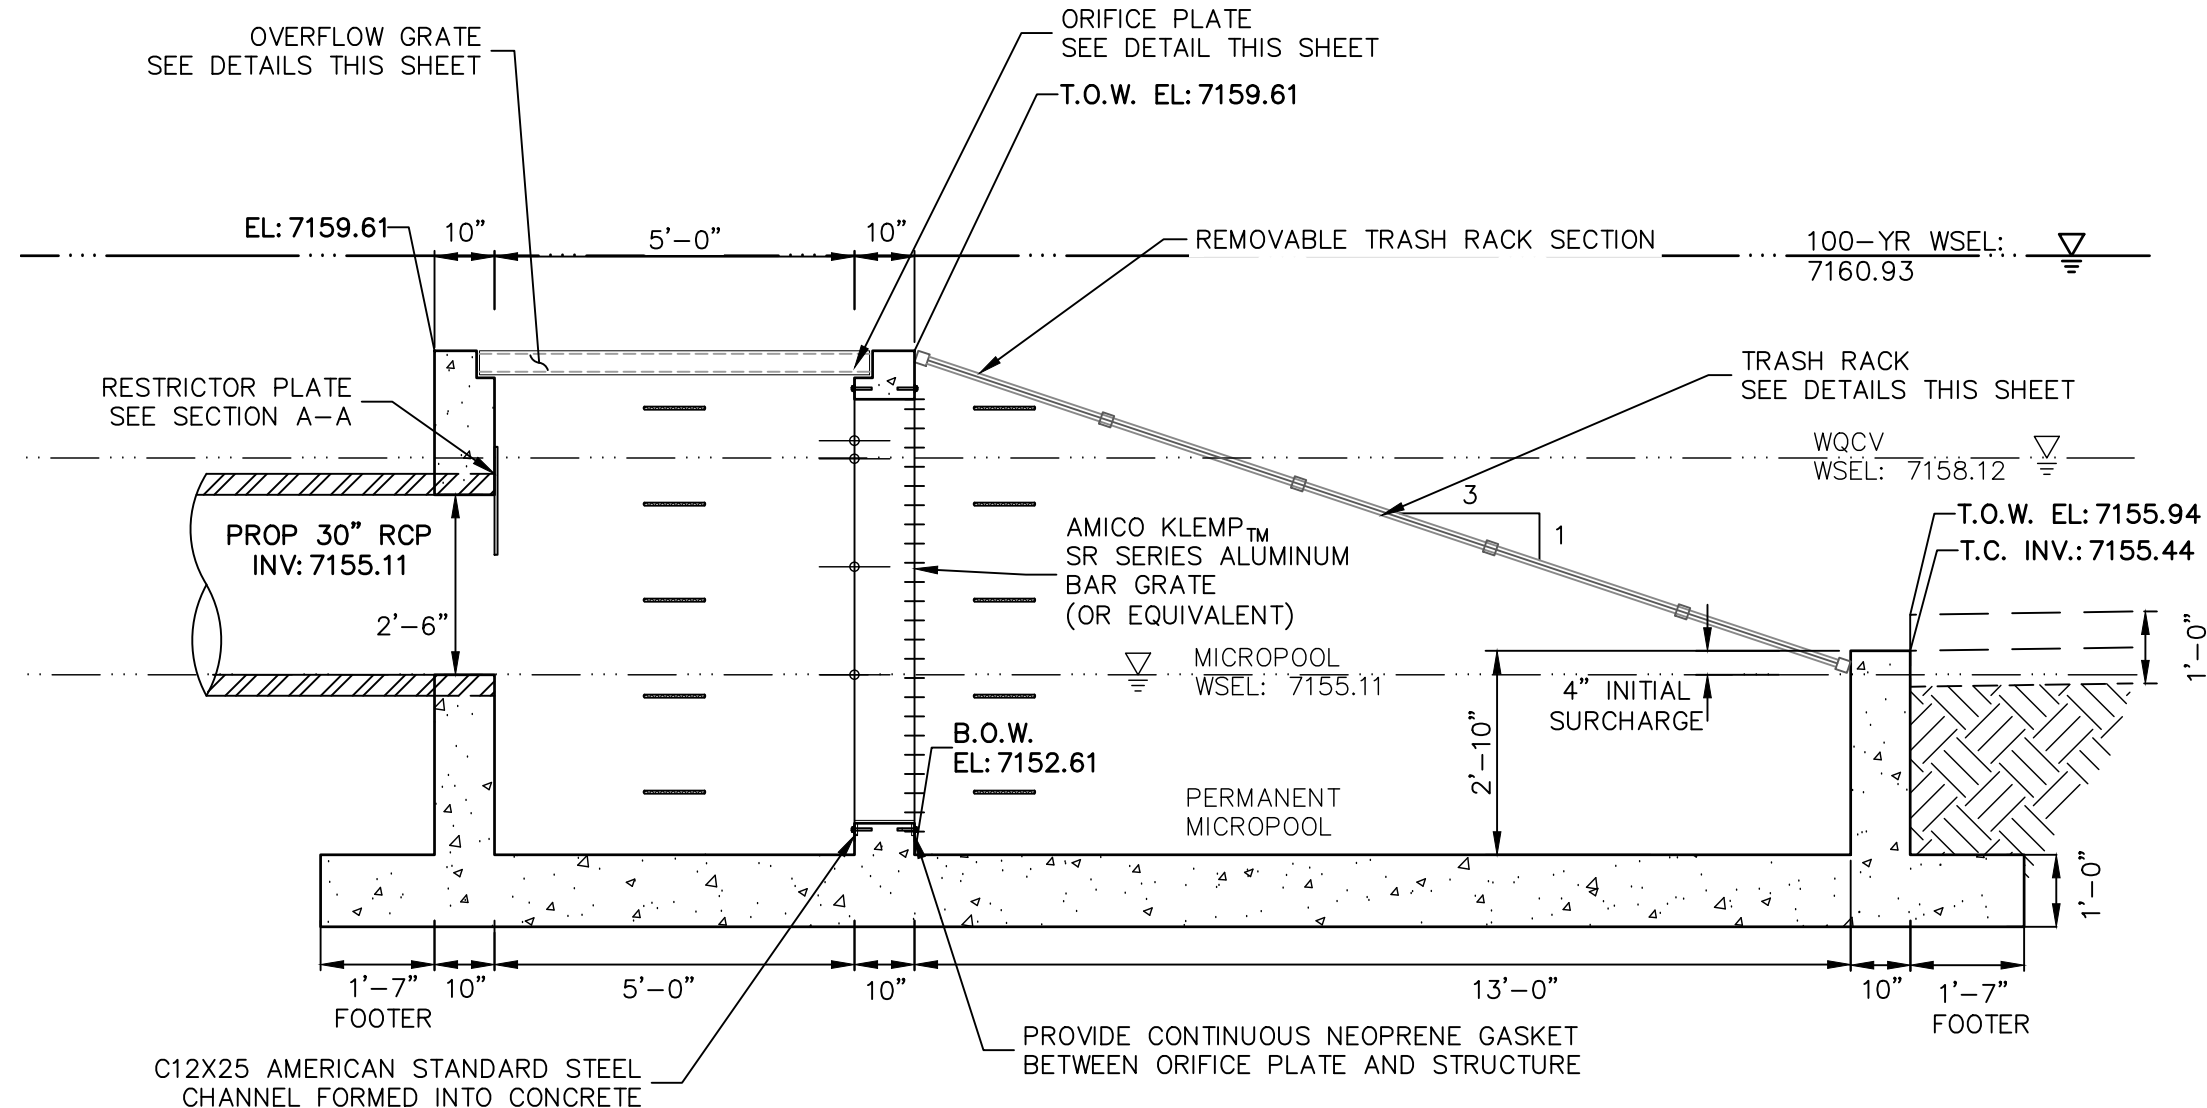 OVERFLOW GRATE
SEE DETAILS THIS SHEET
ORIFICE PLATE
SEE DETAIL THIS SHEET
T.O.W. EL: 7159.61
EL: 7159.61
10”
5’-0”
10”
REMOVABLE TRASH RACK SECTION
100-YR WSEL:
7160.93
TRASH RACK
SEE DETAILS THIS SHEET
RESTRICTOR PLATE
SEE SECTION A-A
WQCV
WSEL: 7158.12
3
1
T.O.W. EL: 7155.94
T.C. INV.: 7155.44
PROP 30” RCP
INV: 7155.11
AMICO KLEMP™
SR SERIES ALUMINUM
BAR GRATE
(OR EQUIVALENT)
2’-6”
MICROPOOL
WSEL: 7155.11
1’-0”
4” INITIAL
SURCHARGE
2’-10”
B.O.W.
EL: 7152.61
PERMANENT
MICROPOOL
1’-0”
1’-7”
FOOTER
10”
5’-0”
10”
13’-0”
10”
1’-7”
FOOTER
PROVIDE CONTINUOUS NEOPRENE GASKET
BETWEEN ORIFICE PLATE AND STRUCTURE
C12X25 AMERICAN STANDARD STEEL
CHANNEL FORMED INTO CONCRETE